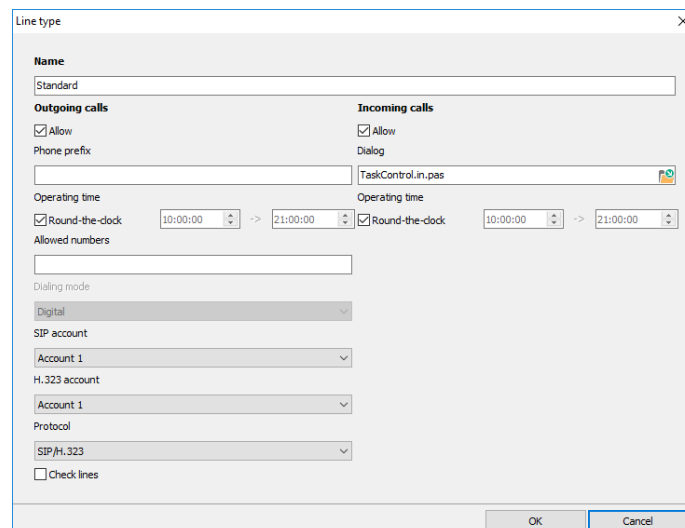 Line type
Name
Standard
Outgoing calls Incoming calls
Allow Allow
Phone prefix Dialog
TaskControl.in.pas
Operating time Operating time
Round-the-clock 10:00:00 -> 21:00:00 Round-the-clock 10:00:00 -> 21:00:00
Allowed numbers
Dialing mode
Digital
SIP account
Account 1
H.323 account
Account 1
Protocol
SIP/H.323
Check lines
OK Cancel